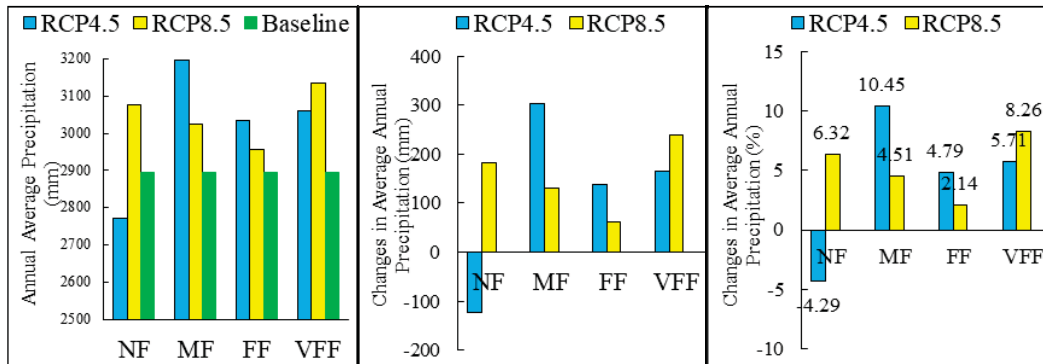 RCP4.5 RCP8.5 Baseline
Annual Average Precipitation
(mm)
3200
3100
3000
2900
2800
2700
2600
2500
NF MF FF VFF
RCP4.5 RCP8.5
Changes in Average Annual
Precipitation (mm)
400
300
200
100
0
-100
-200
NF MF FF VFF
RCP4.5 RCP8.5
Changes in Average Annual
Precipitation (%)
15
10
5
0
-5
-10
10.45
6.32
4.51
4.79
2.14
5.71
8.26
-4.29
NF MF FF VFF